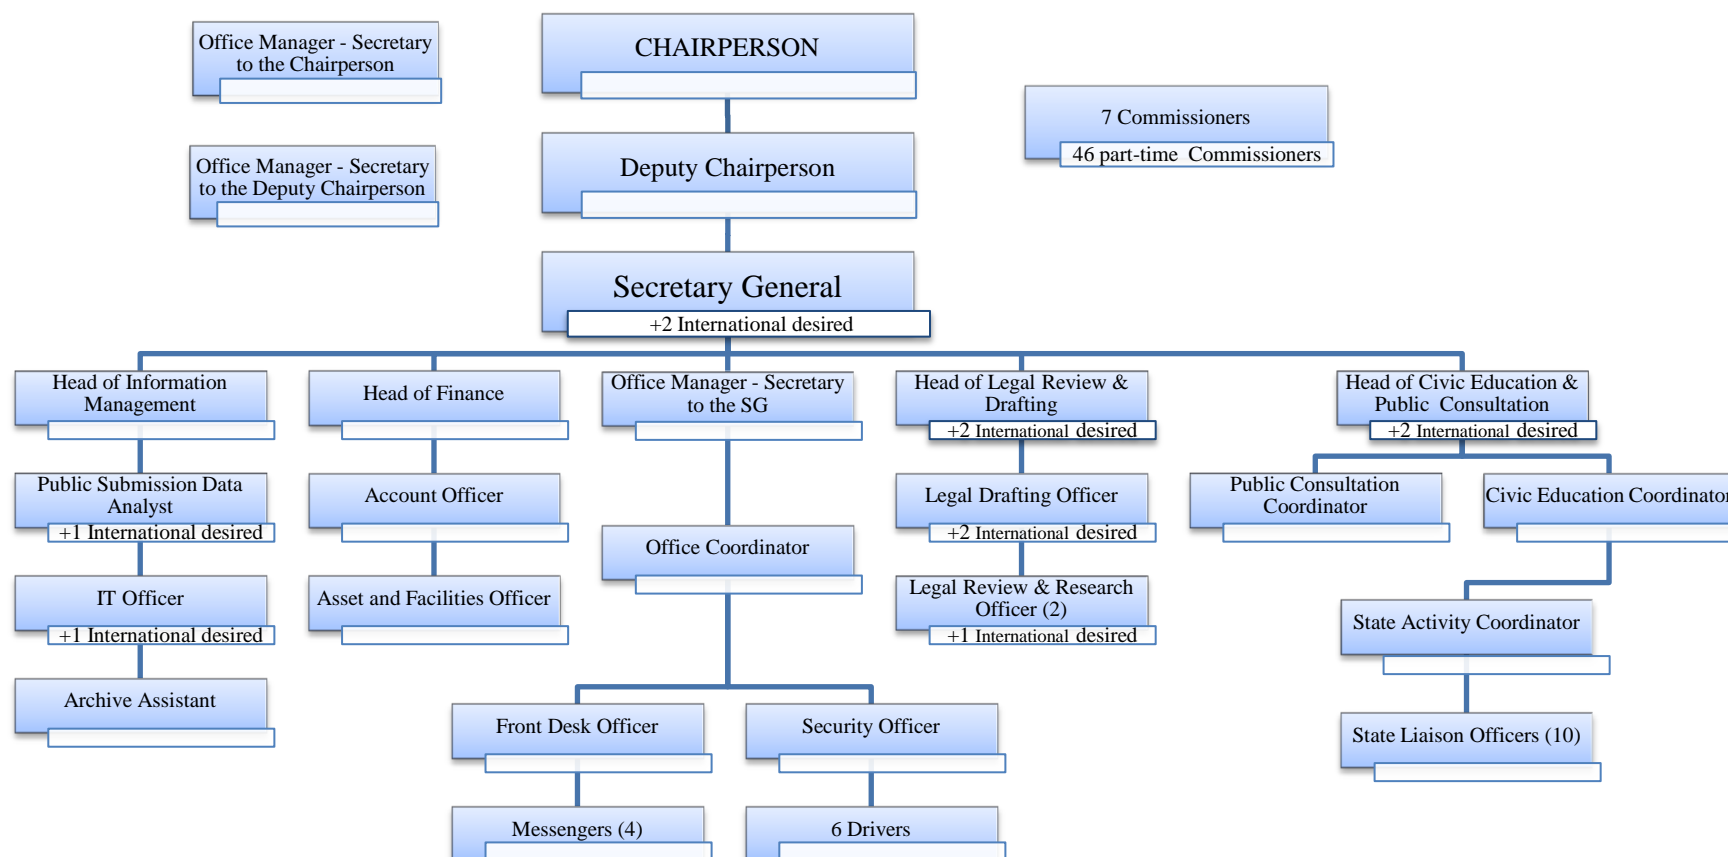 Office Manager - Secretary
to the Chairperson
CHAIRPERSON
7 Commissioners
46 part-time Commissioners
Office Manager - Secretary
to the Deputy Chairperson
Deputy Chairperson
Secretary General
+2 International desired
Head of Information
Management
Head of Finance
Office Manager - Secretary
to the SG
Head of Legal Review &
Drafting
+2 International desired
Head of Civic Education &
Public Consultation
+2 International desired
Public Submission Data
Analyst
+1 International desired
Account Officer
Legal Drafting Officer
+2 International desired
Public Consultation
Coordinator
Civic Education Coordinator
Office Coordinator
IT Officer
+1 International desired
Asset and Facilities Officer
Legal Review & Research
Officer (2)
+1 International desired
State Activity Coordinator
Archive Assistant
Front Desk Officer
Security Officer
State Liaison Officers (10)
Messengers (4)
6 Drivers